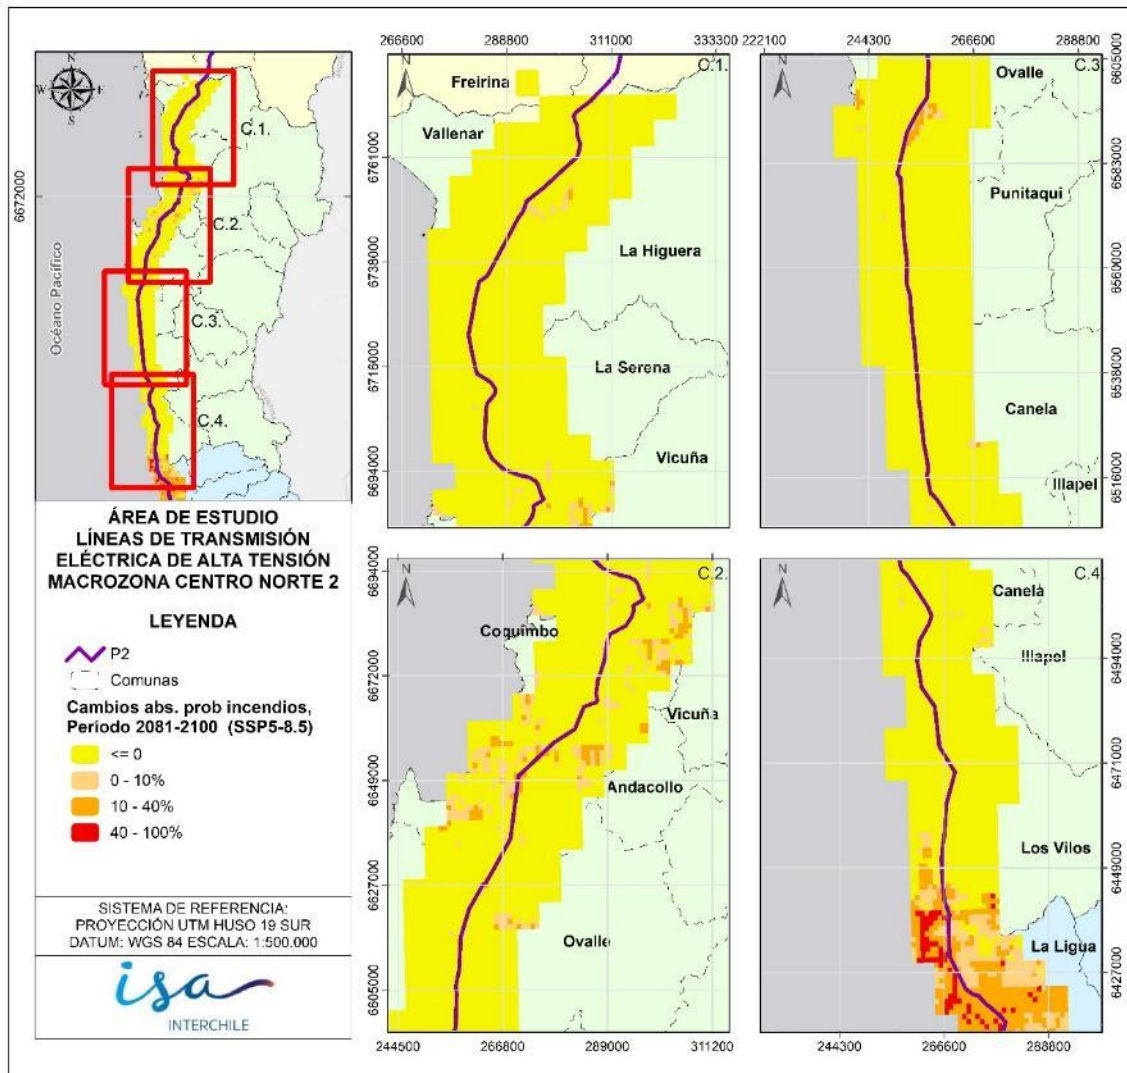 N
W
E
S
6672000
Océano Pacífico
C.1.
C.2.
C.3.
C.4.
ÁREA DE ESTUDIO
LÍNEAS DE TRANSMISIÓN
ELÉCTRICA DE ALTA TENSIÓN
MACROZONA CENTRO NORTE 2
LEYENDA
P2
Comunas
Cambios abs. prob incendios,
Período 2081-2100 (SSP5-8.5)
<= 0
0 - 10%
10 - 40%
40 - 100%
SISTEMA DE REFERENCIA:
PROYECCIÓN UTM HUSO 19 SUR
DATUM: WGS 84 ESCALA: 1:500.000
isa
INTERCHILE
266600 288800 311000 333300
C.1.
N
Freirina
Vallenar
6761000
La Higuera
6738000
La Serena
6716000
Vicuña
6694000
222100 244300 266600 288800
C.3.
N
Ovalle
6605000
6583000
Punitaqui
6560000
6538000
Canela
6516000
Illapel
C.2.
N
6694000
Coquimbo
6672000
Vicuña
6649000
Andacollo
6627000
Ovalle
6605000
244500 266800 289000 311200
C.4.
N
Canela
Illapel
6494000
6471000
Los Vilos
6449000
La Ligua
6427000
244300 266600 288800